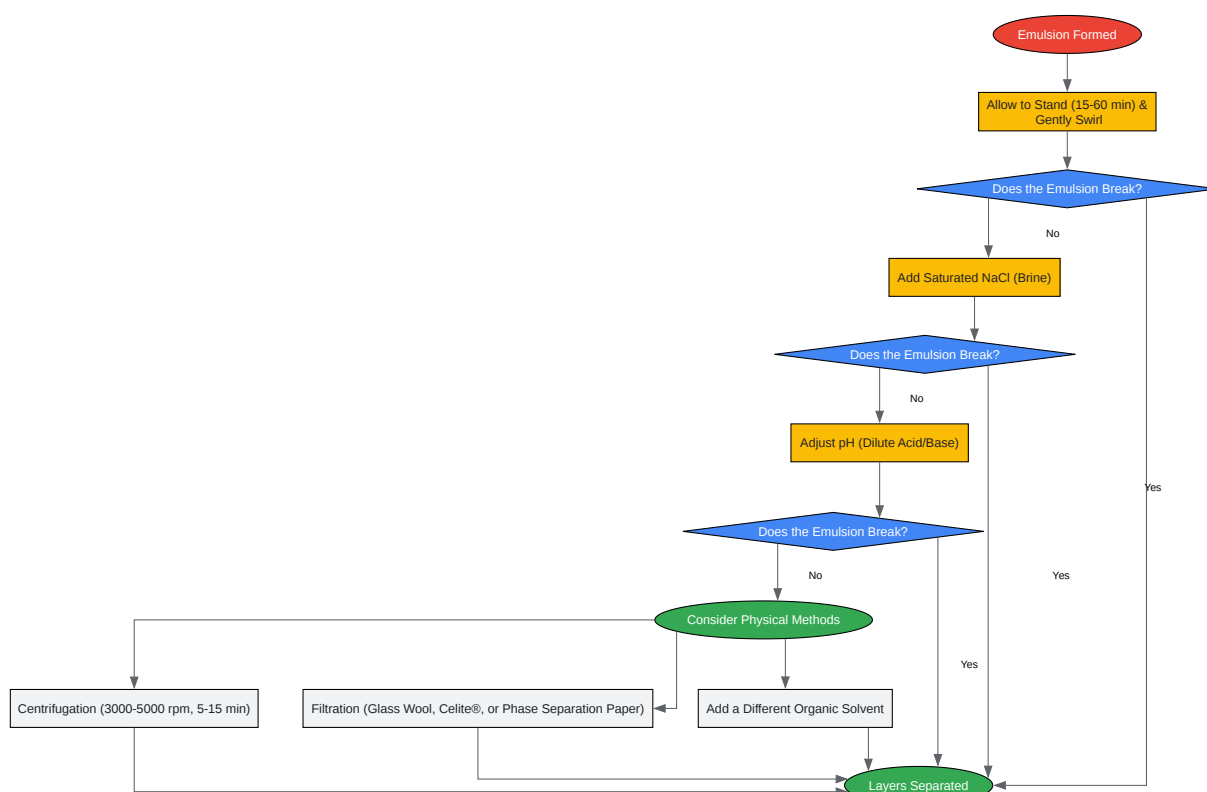 Emulsion Formed
Allow to Stand (15-60 min) &
Gently Swirl
Does the Emulsion Break?
No
Add Saturated NaCl (Brine)
Does the Emulsion Break?
No
Adjust pH (Dilute Acid/Base)
Yes
Does the Emulsion Break?
No
Yes
Consider Physical Methods
Yes
Centrifugation (3000-5000 rpm, 5-15 min)
Filtration (Glass Wool, Celite®, or Phase Separation Paper)
Add a Different Organic Solvent
Layers Separated